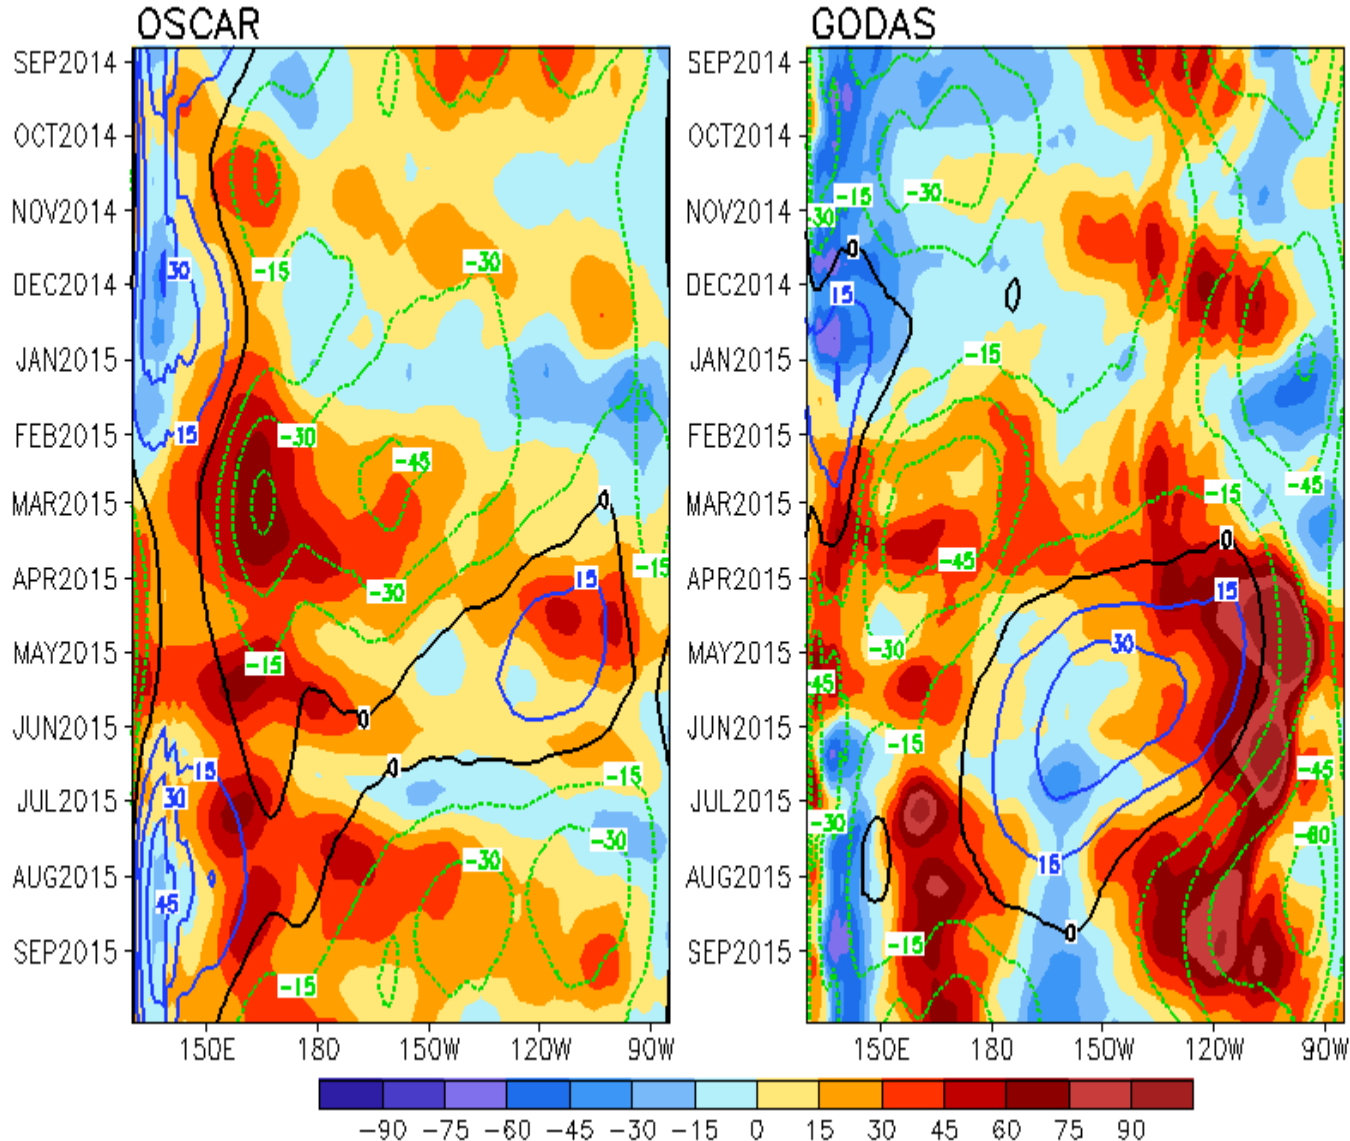 OSCAR
GODAS
SEP2014
OCT2014
NOV2014
DEC2014
JAN2015
FEB2015
MAR2015
APR2015
MAY2015
JUN2015
JUL2015
AUG2015
SEP2015
150E 180 150W 120W 90W
30
-15
-30
15
-30
-45
0
15
-30
-15
-15
0
0
15
30
-15
-30
-30
45
-15
SEP2014
OCT2014
NOV2014
DEC2014
JAN2015
FEB2015
MAR2015
APR2015
MAY2015
JUN2015
JUL2015
AUG2015
SEP2015
150E 180 150W 120W 90W
-15
-30
30
0
15
-15
-45
-15
0
-45
15
-30
30
-45
-15
-45
-30
-60
15
0
-15
-90 -75 -60 -45 -30 -15 0 15 30 45 60 75 90